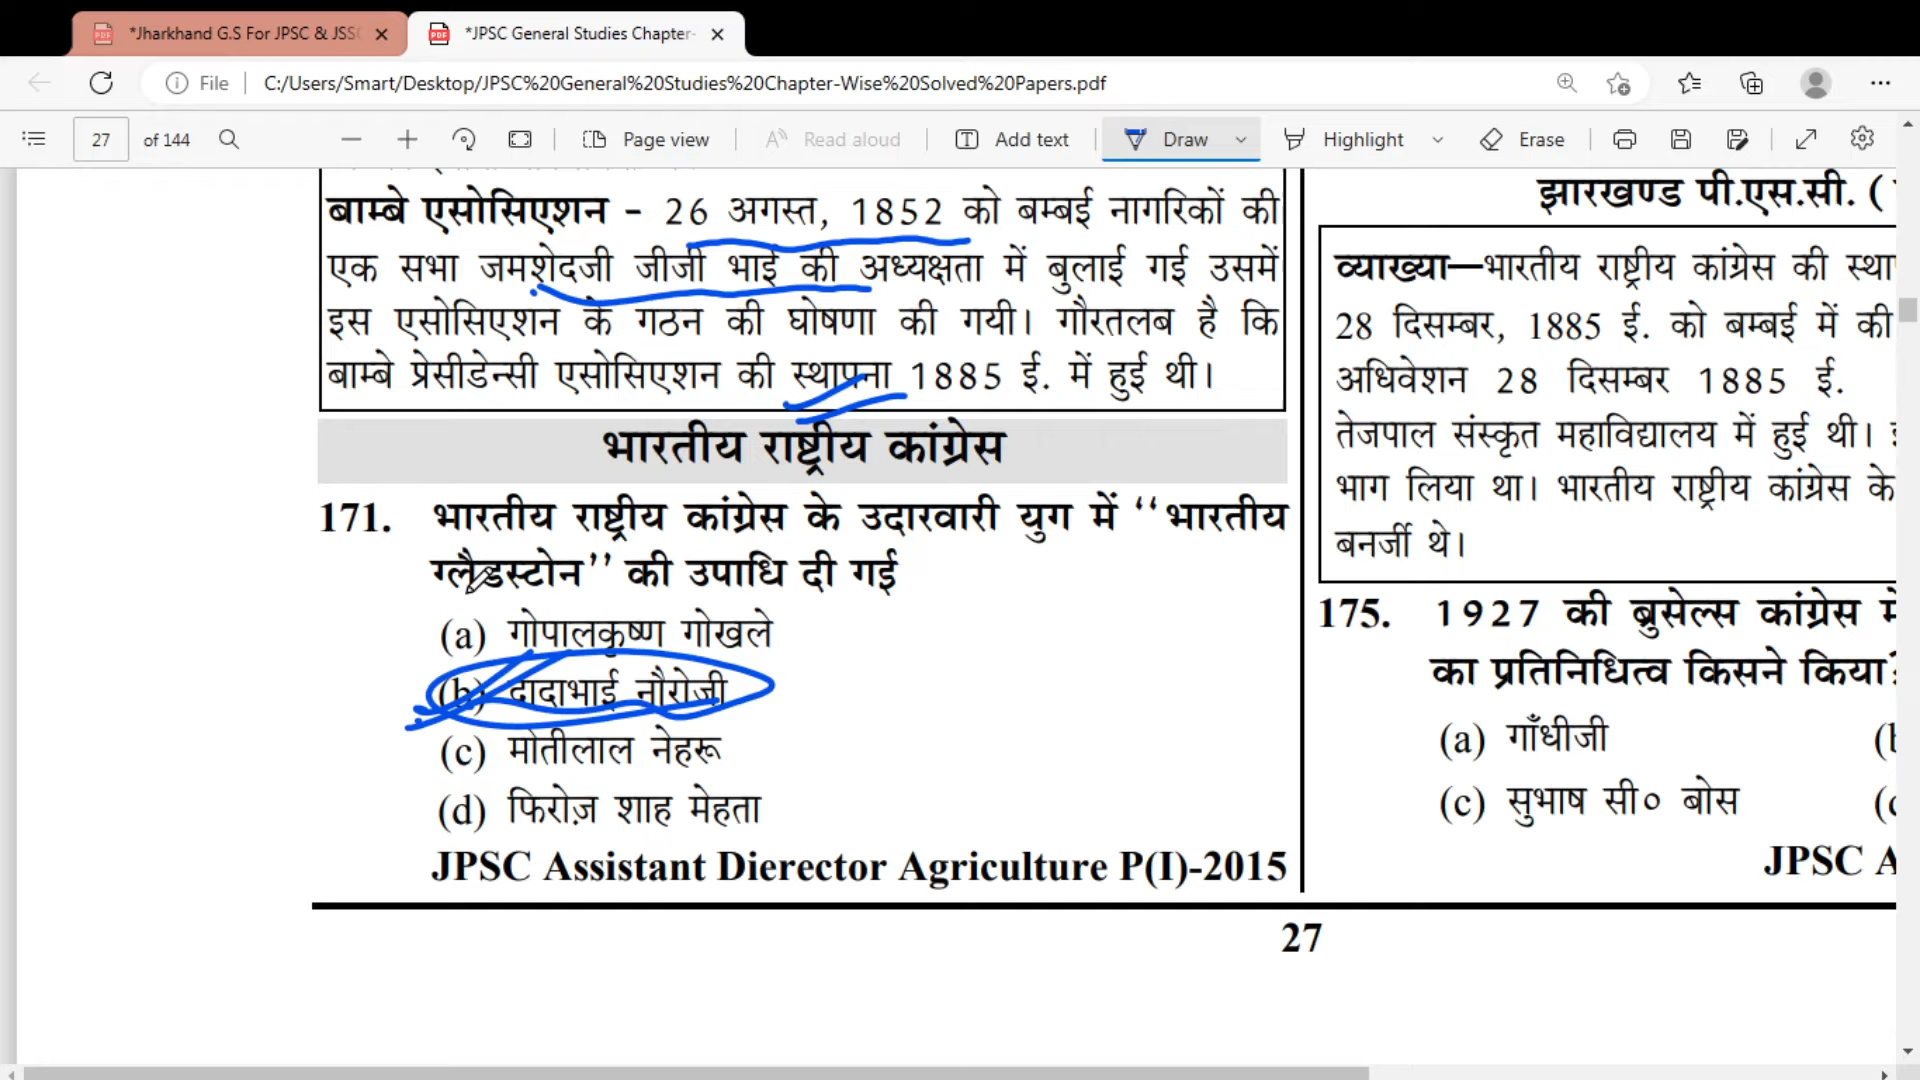 *Jharkhand G.S For JPSC & JSSC
*JPSC General Studies Chapter-
File C:/Users/Smart/Desktop/JPSC%20General%20Studies%20Chapter-Wise%20Solved%20Papers.pdf
27 of 144 Page view Read aloud Add text Draw Highlight Erase
बाम्बे एसोसिएशन - 26 अगस्त, 1852 को बम्बई नागरिकों की
एक सभा जमशेदजी जीजी भाई की अध्यक्षता में बुलाई गई उसमें
इस एसोसिएशन के गठन की घोषणा की गयी। गौरतलब है कि
बाम्बे प्रेसीडेन्सी एसोसिएशन की स्थापना 1885 ई. में हुई थी।
भारतीय राष्ट्रीय कांग्रेस
171. भारतीय राष्ट्रीय कांग्रेस के उदारवारी युग में ‘‘भारतीय
ग्लैडस्टोन’’ की उपाधि दी गई
(a) गोपालकृष्ण गोखले
(b) दादाभाई नौरोजी
(c) मोतीलाल नेहरू
(d) फिरोज़ शाह मेहता
JPSC Assistant Dierector Agriculture P(I)-2015
झारखण्ड पी.एस.सी. (
व्याख्या—भारतीय राष्ट्रीय कांग्रेस की स्था
28 दिसम्बर, 1885 ई. को बम्बई में की
अधिवेशन 28 दिसम्बर 1885 ई.
तेजपाल संस्कृत महाविद्यालय में हुई थी।
भाग लिया था। भारतीय राष्ट्रीय कांग्रेस के
बनर्जी थे।
175. 1927 की ब्रुसेल्स कांग्रेस में
का प्रतिनिधित्व किसने किया?
(a) गाँधीजी
(c) सुभाष सी० बोस
JPSC A
27